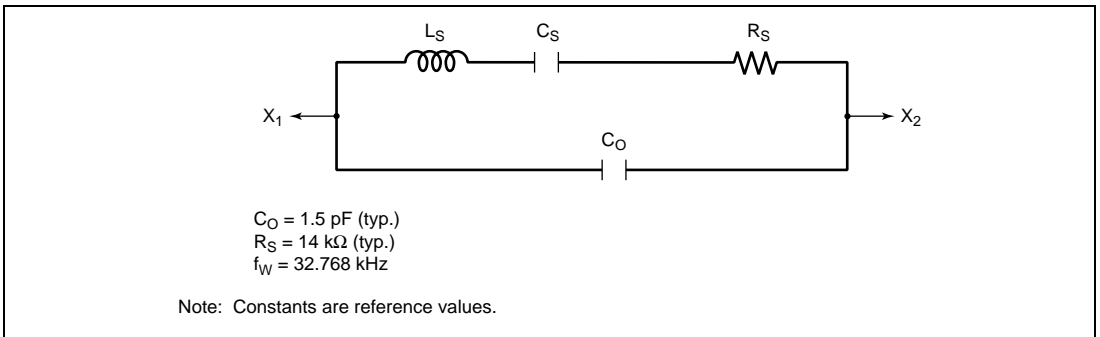 L_S C_S R_S
X_1 X_2
C_O
C_O = 1.5 pF (typ.)
R_S = 14 kΩ (typ.)
f_W = 32.768 kHz
Note: Constants are reference values.